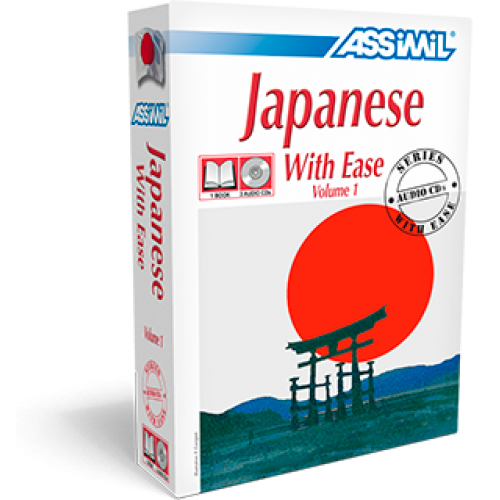 ASSiMiL
Japanese
With Ease
Volume 1
1 BOOK
3 AUDIO CDs
SERIES
AUDIO CDs
WITH EASE
ASSiMiL
Japanese
With Ease
Volume 1